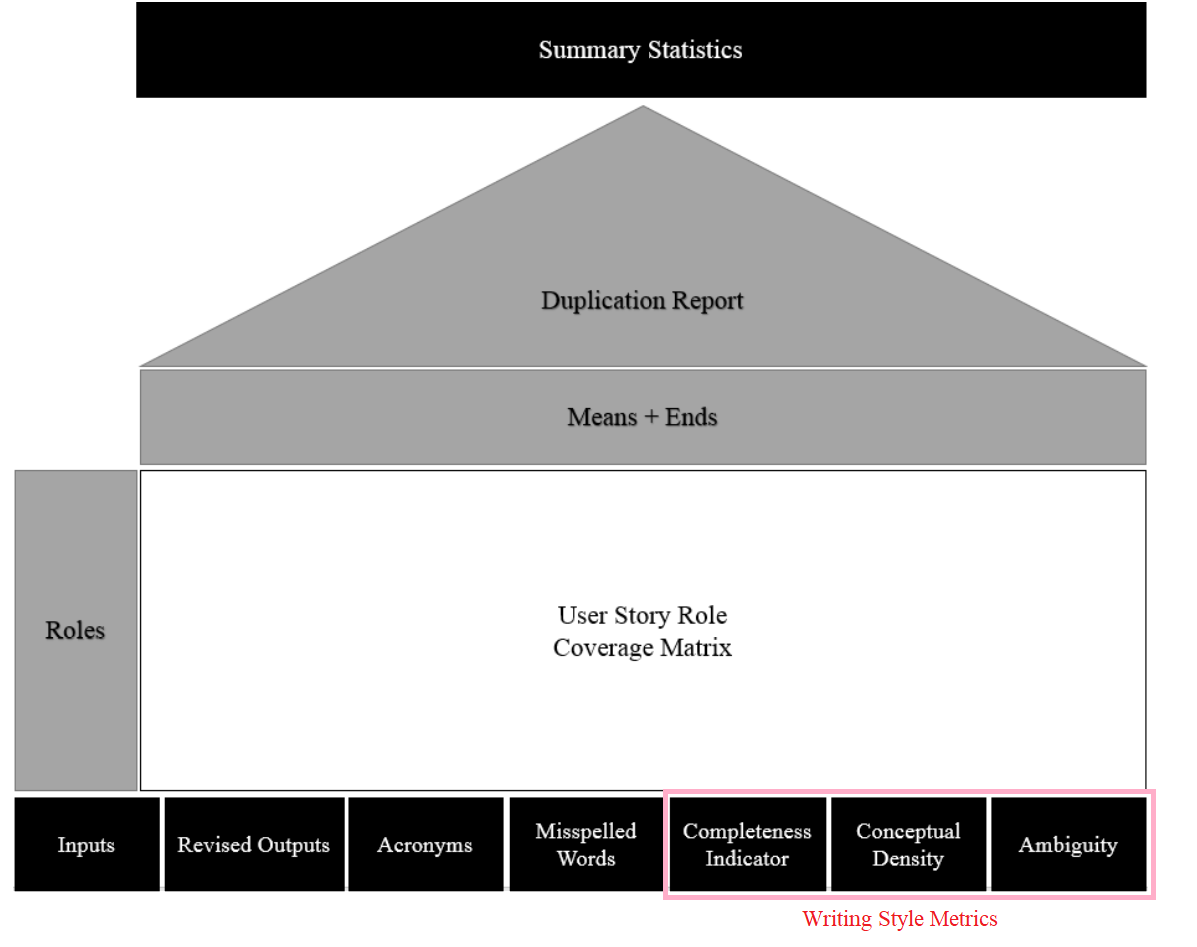 Summary Statistics
Duplication Report
Means + Ends
Roles
User Story Role
Coverage Matrix
Inputs
Revised Outputs
Acronyms
Misspelled
Words
Completeness
Indicator
Conceptual
Density
Ambiguity
Writing Style Metrics